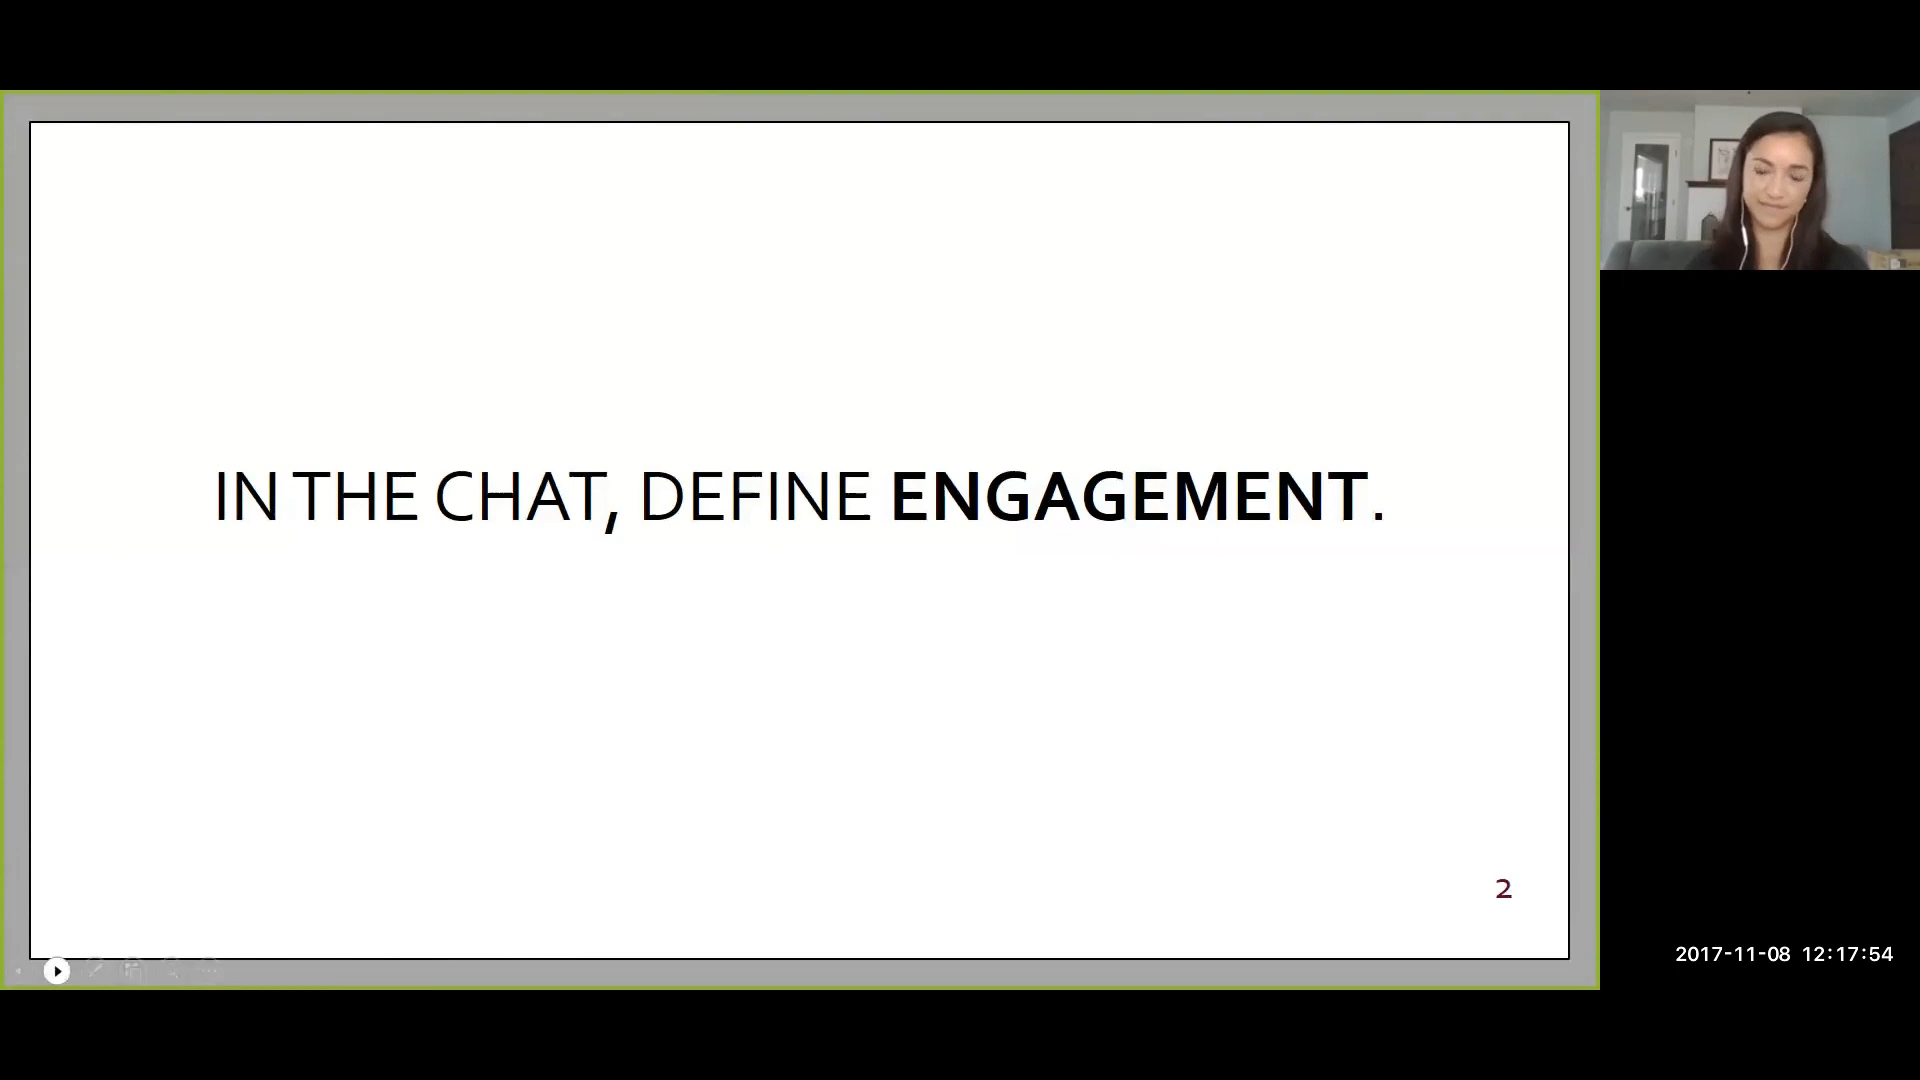 IN THE CHAT, DEFINE ENGAGEMENT.
2
2017-11-08 12:17:54